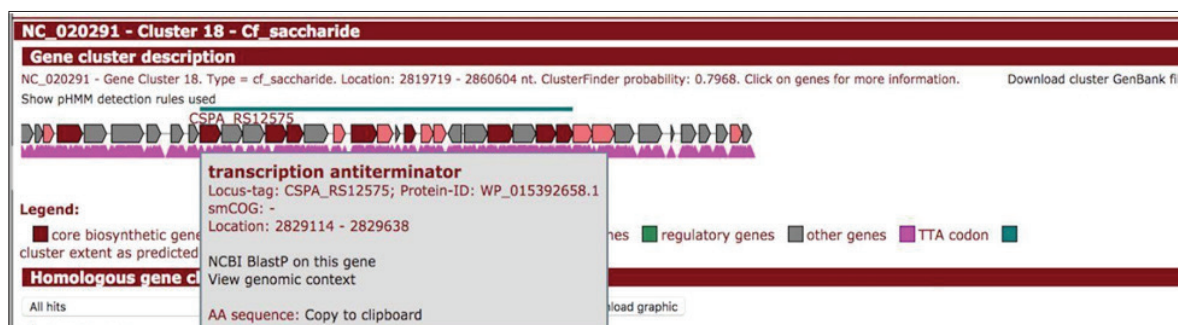 NC_020291 - Cluster 18 - Cf_saccharide
Gene cluster description
NC_020291 - Gene Cluster 18. Type = cf_saccharide. Location: 2819719 - 2860604 nt. ClusterFinder probability: 0.7968. Click on genes for more information. Download cluster GenBank fi
Show pHMM detection rules used
CSPA_RS12575
transcription antiterminator
Locus-tag: CSPA_RS12575; Protein-ID: WP_015392658.1
smCOG: -
Location: 2829114 - 2829638
NCBI BlastP on this gene
View genomic context
AA sequence: Copy to clipboard
Legend:
core biosynthetic gene nes regulatory genes other genes TTA codon
cluster extent as predicted
Homologous gene cl
All hits load graphic